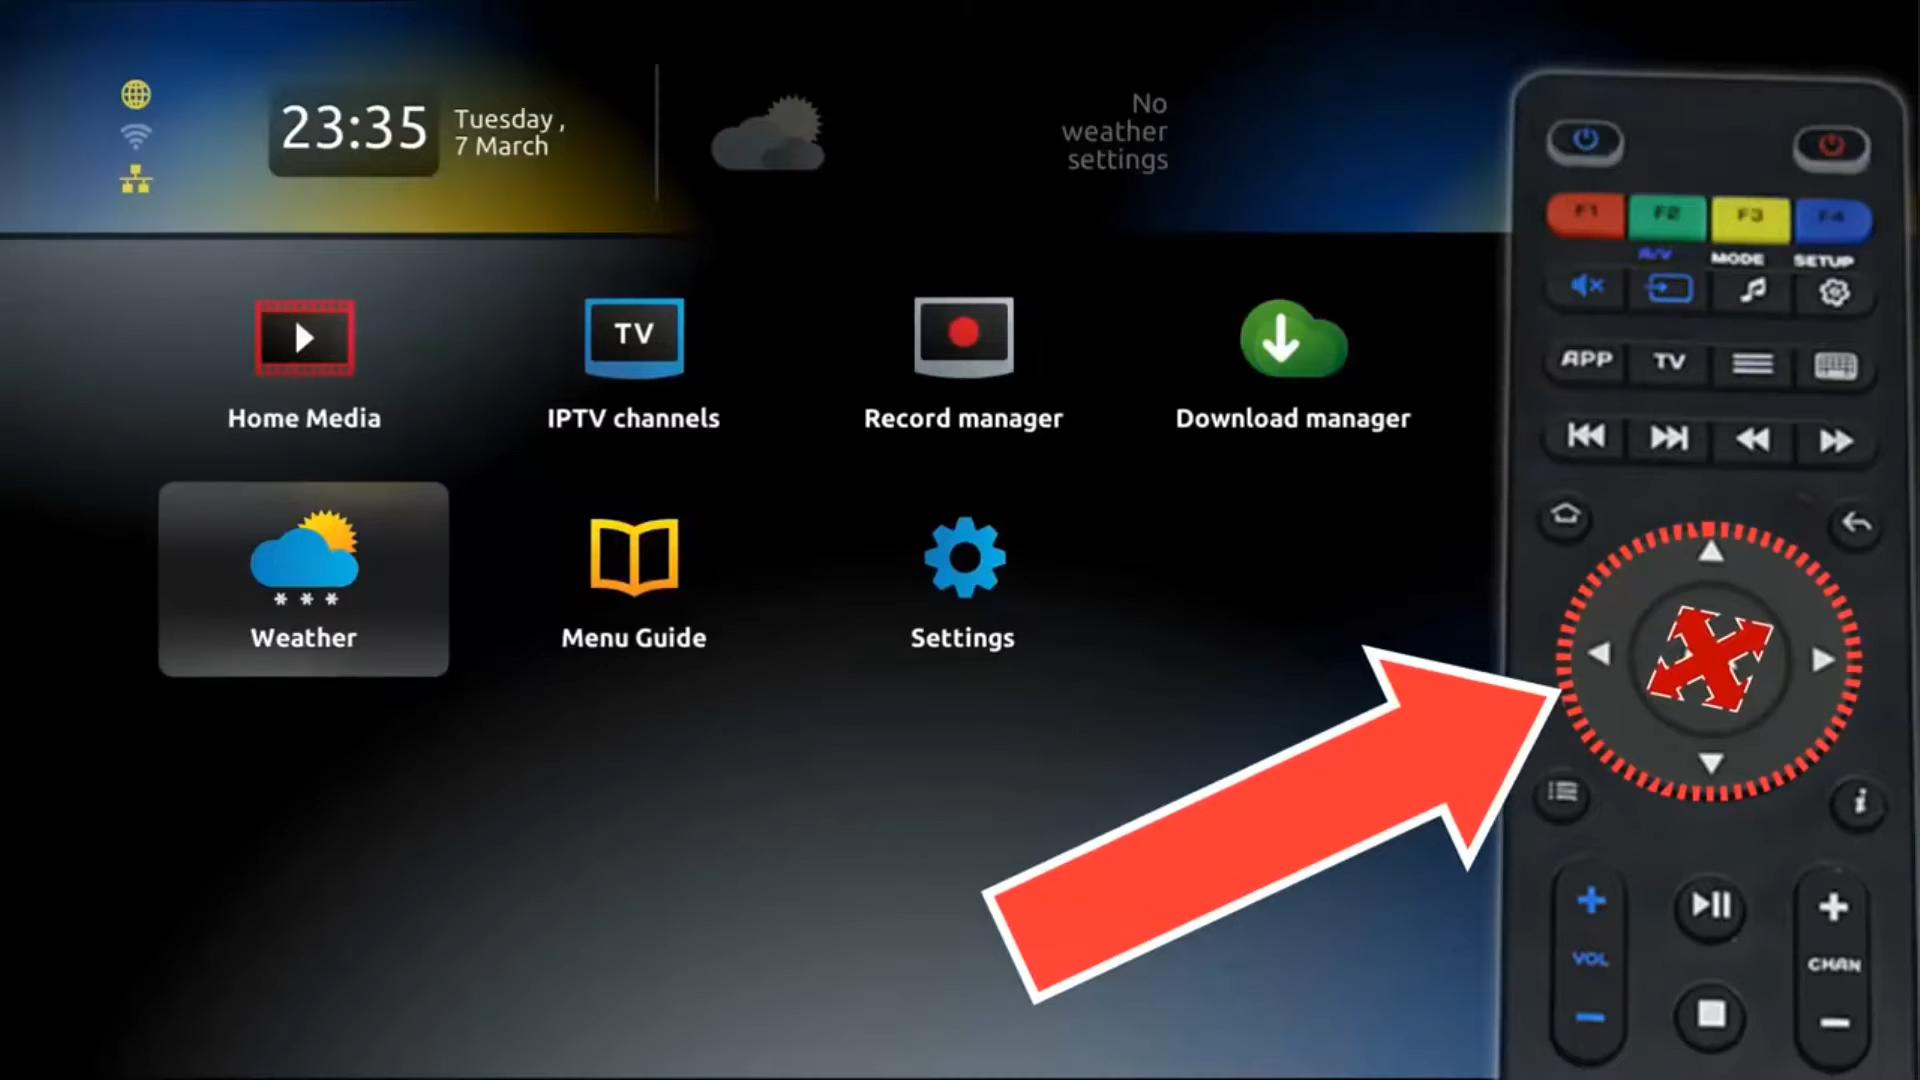 23:35
Tuesday ,
7 March
No
weather
settings
TV
Home Media
IPTV channels
Record manager
Download manager
Weather
Menu Guide
Settings
F1
F2
F3
F4
A/V
MODE
SETUP
APP
TV
i
VOL
CHAN